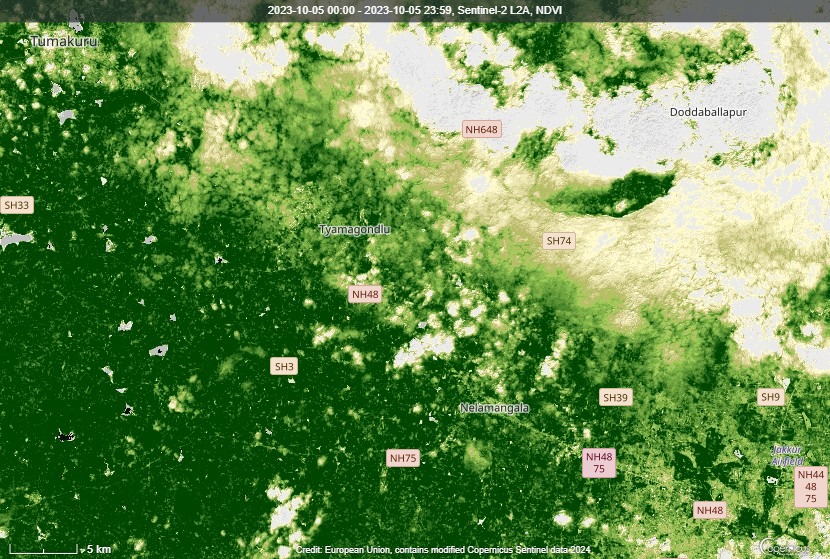 2023-10-05 00:00 - 2023-10-05 23:59, Sentinel-2 L2A, NDVI
Tumakuru
Doddaballapur
NH648
SH33
Tyamagondlu
SH74
NH48
SH3
SH39
SH9
Nelamangala
NH75
NH48
75
Jakkur
Airfield
NH44
48
75
NH48
5 km
Credit: European Union, contains modified Copernicus Sentinel data 2024
Copernicus